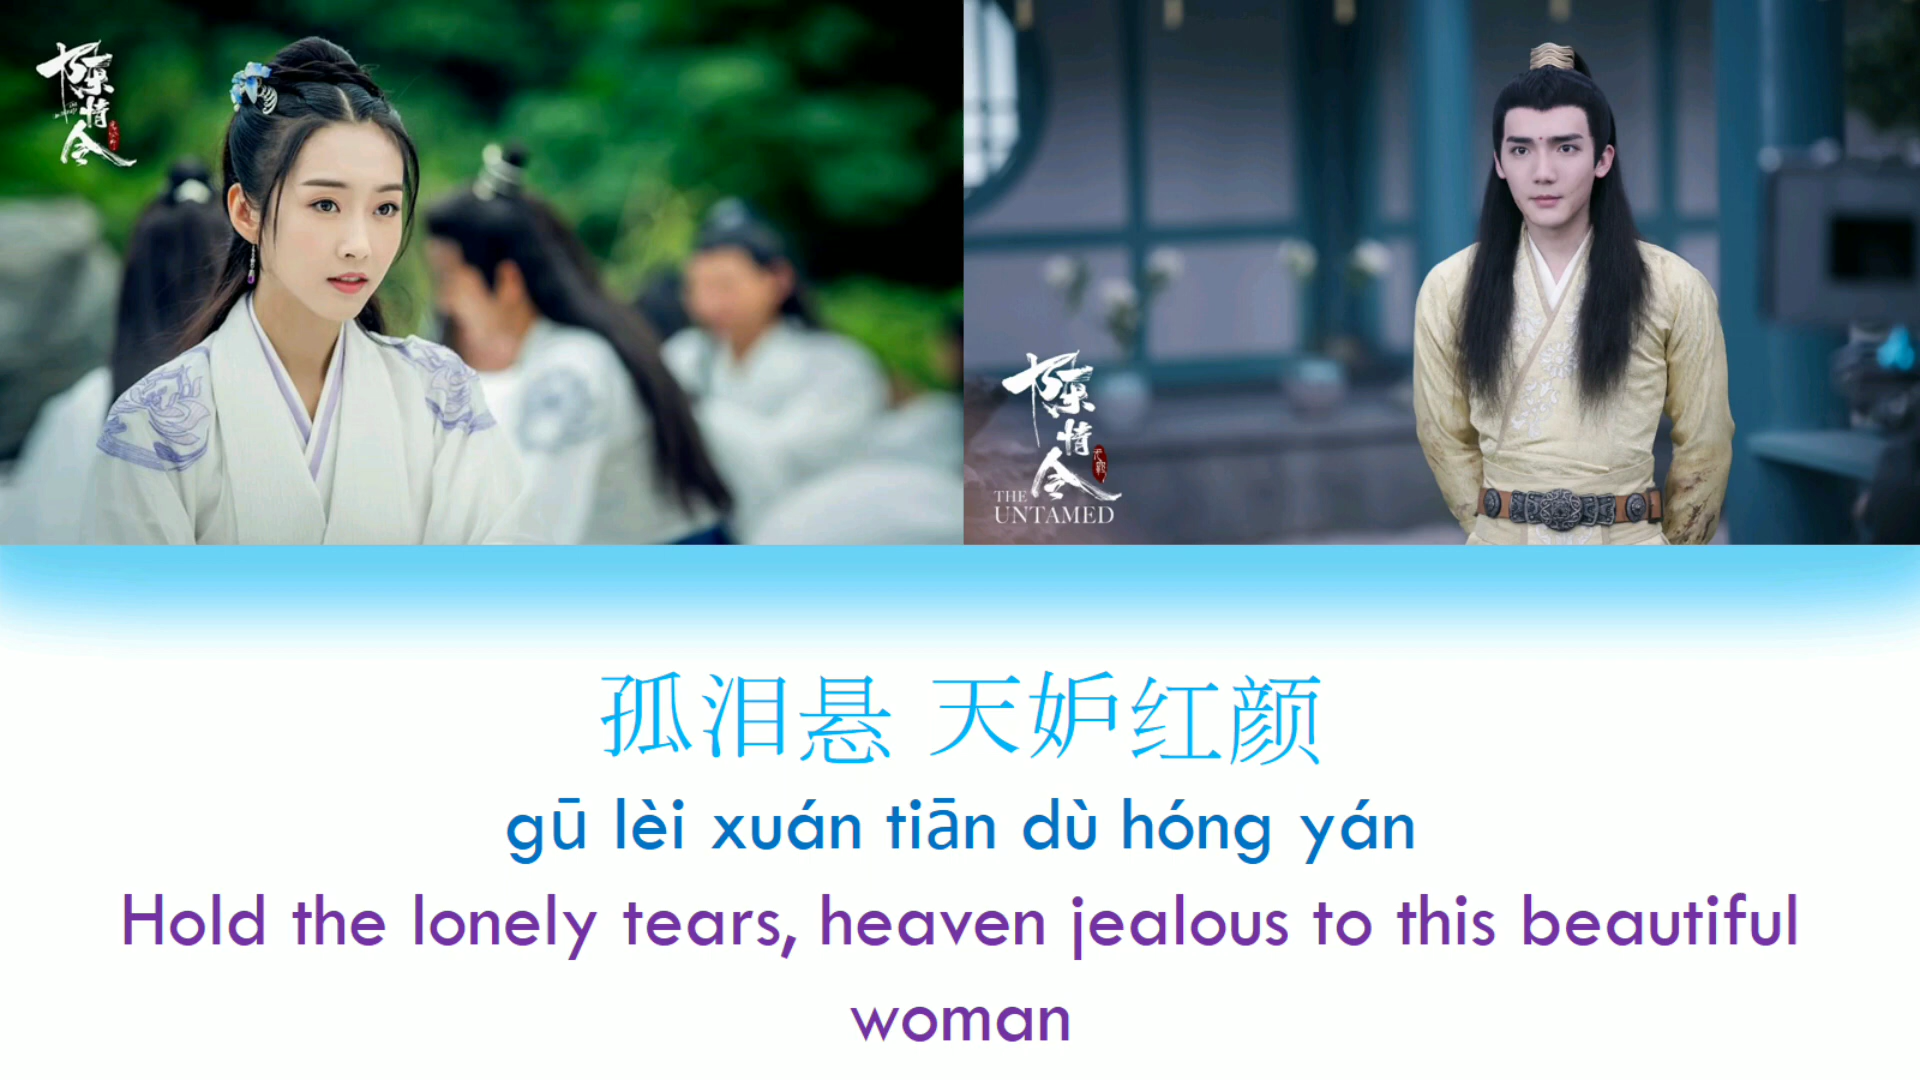 陈情令
陈情令
THE
UNTAMED
孤泪悬 天妒红颜
gū lèi xuán tiān dù hóng yán
Hold the lonely tears, heaven jealous to this beautiful
woman